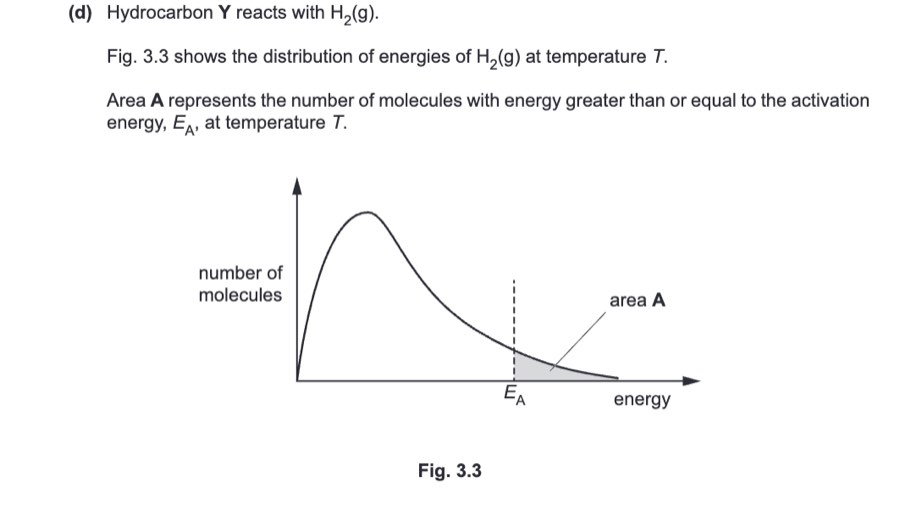 (d) Hydrocarbon Y reacts with H₂(g).
Fig. 3.3 shows the distribution of energies of H₂(g) at temperature T.
Area A represents the number of molecules with energy greater than or equal to the activation
energy, E_A, at temperature T.
number of
molecules
area A
E_A
energy
Fig. 3.3